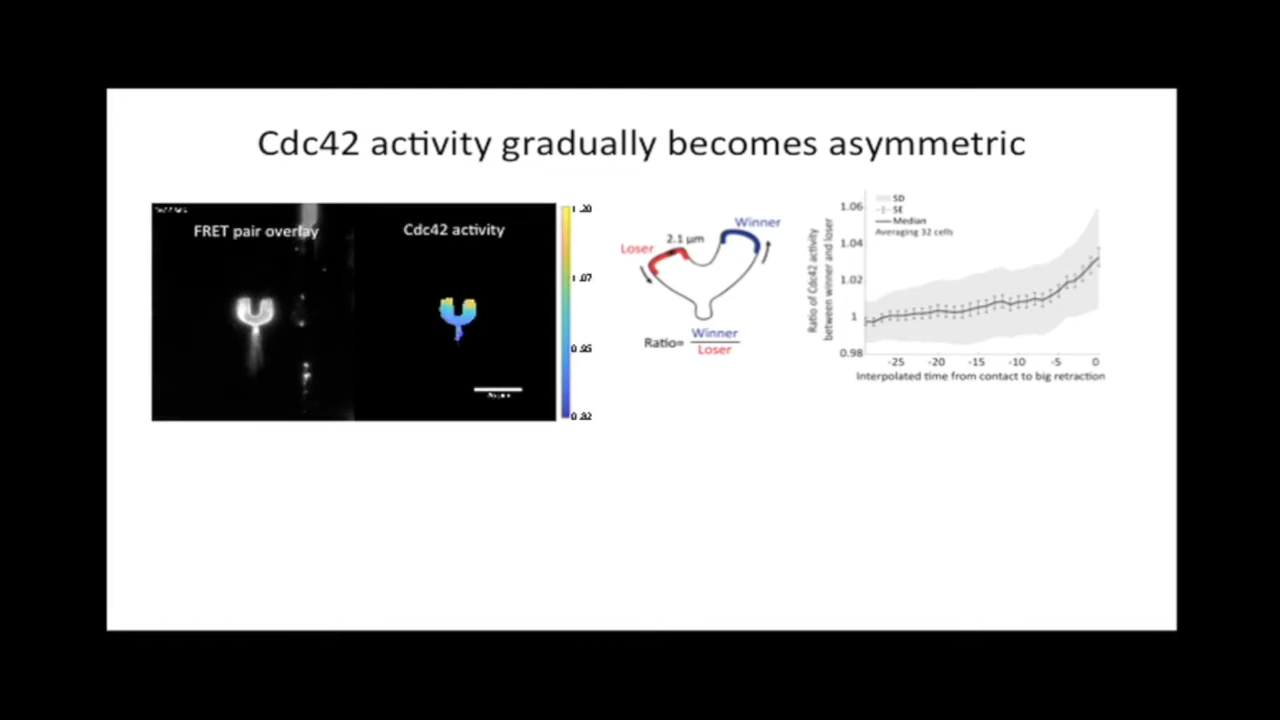 Cdc42 activity gradually becomes asymmetric
FRET pair overlay
Cdc42 activity
1.20
1.07
0.95
0.82
Loser
2.1 µm
Winner
Ratio= Winner
Loser
Ratio of Cdc42 activity
between winner and loser
1.06
1.04
1.02
1
0.98
SD
SE
Median
Averaging 32 cells
-25 -20 -15 -10 -5 0
Interpolated time from contact to big retraction